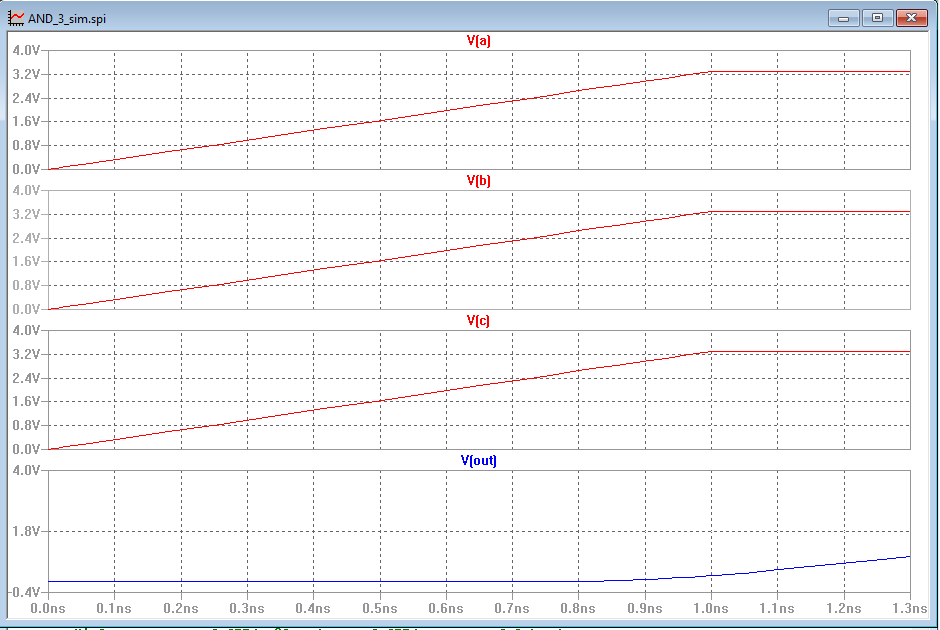 AND_3_sim.spi
V(a)
4.0V
3.2V
2.4V
1.6V
0.8V
0.0V
V(b)
4.0V
3.2V
2.4V
1.6V
0.8V
0.0V
V(c)
4.0V
3.2V
2.4V
1.6V
0.8V
0.0V
V(out)
4.0V
1.8V
-0.4V
0.0ns 0.1ns 0.2ns 0.3ns 0.4ns 0.5ns 0.6ns 0.7ns 0.8ns 0.9ns 1.0ns 1.1ns 1.2ns 1.3ns